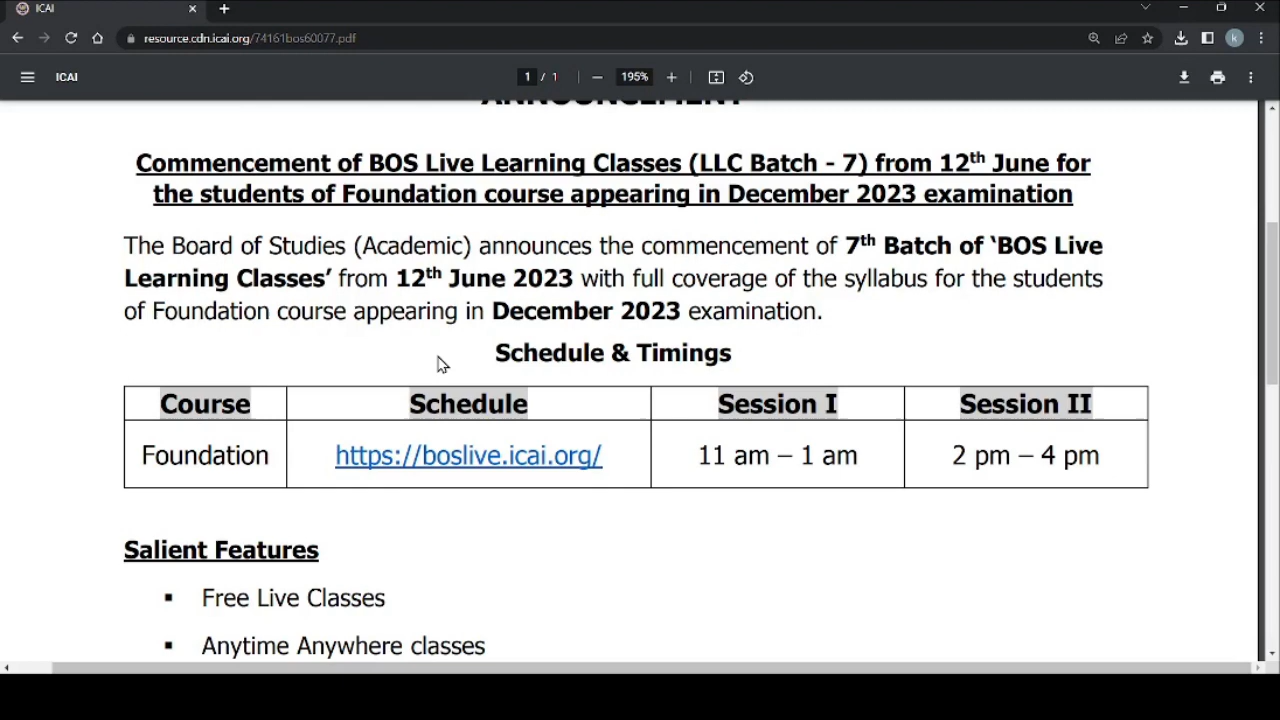 ICAI
resource.cdn.icai.org/74161bos60077.pdf
k
ICAI
1 / 1
195%
ANNOUNCEMENT
Commencement of BOS Live Learning Classes (LLC Batch - 7) from 12th June for
the students of Foundation course appearing in December 2023 examination
The Board of Studies (Academic) announces the commencement of 7th Batch of ‘BOS Live
Learning Classes’ from 12th June 2023 with full coverage of the syllabus for the students
of Foundation course appearing in December 2023 examination.
Schedule & Timings
Course Schedule Session I Session II
Foundation https://boslive.icai.org/ 11 am – 1 am 2 pm – 4 pm
Salient Features
▪ Free Live Classes
▪ Anytime Anywhere classes